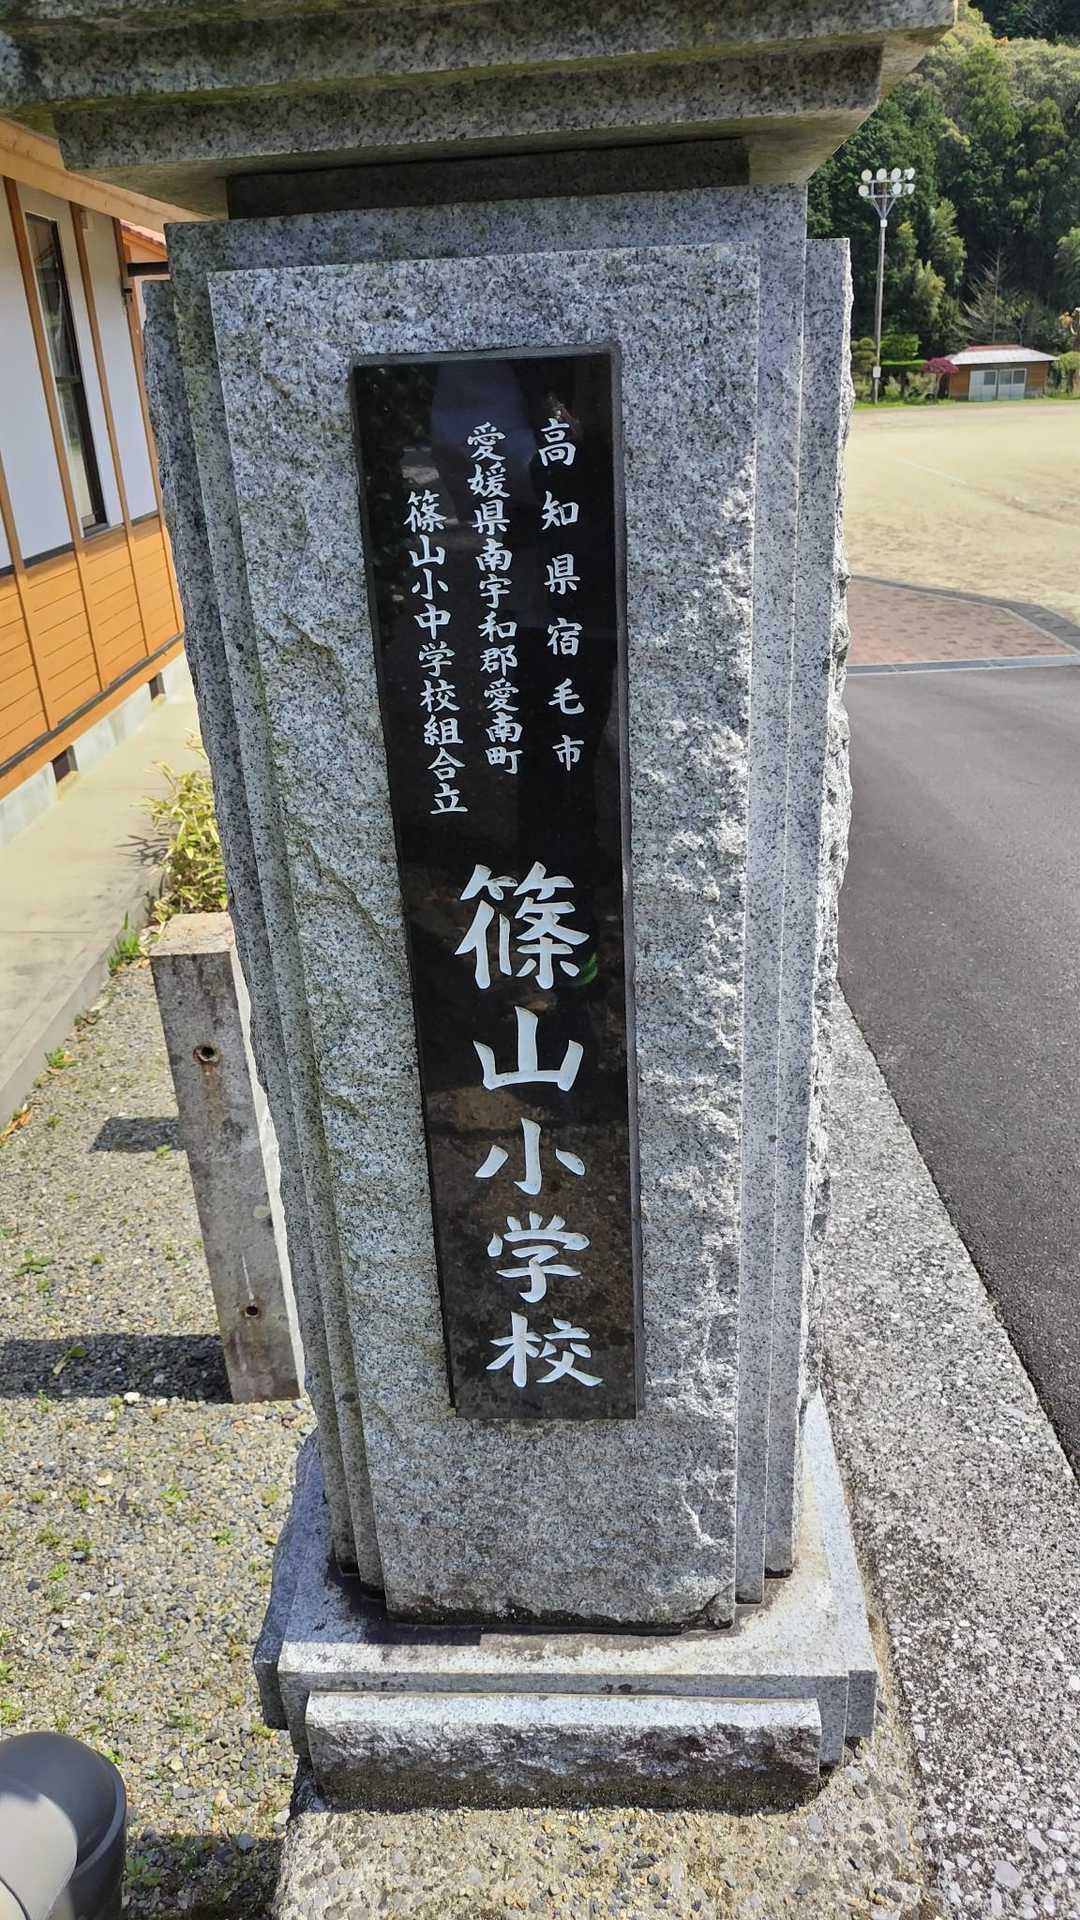 高知県宿毛市
愛媛県南宇和郡愛南町
篠山小中学校組合立
篠山小学校